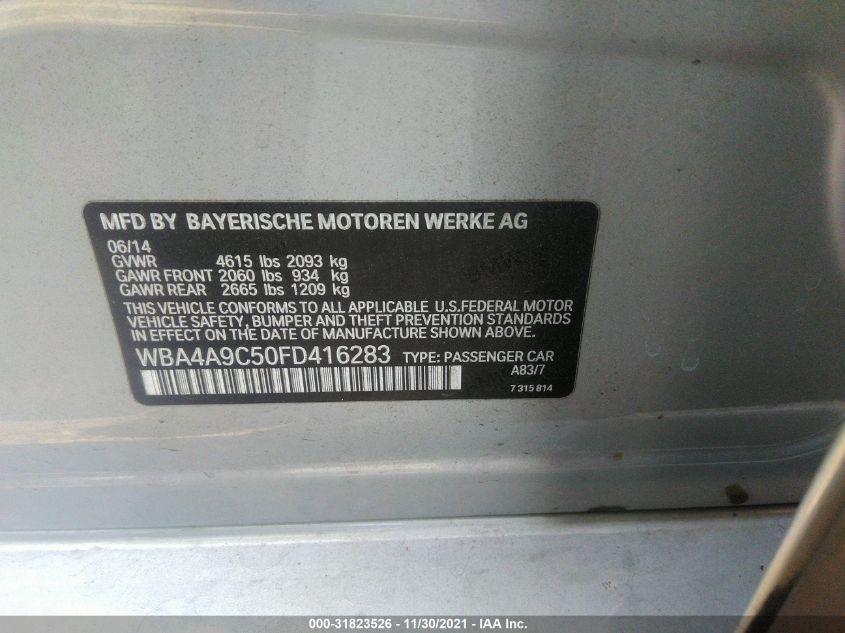 MFD BY BAYERISCHE MOTOREN WERKE AG
06/14
GVWR 4615 lbs 2093 kg
GAWR FRONT 2060 lbs 934 kg
GAWR REAR 2665 lbs 1209 kg
THIS VEHICLE CONFORMS TO ALL APPLICABLE U.S.FEDERAL MOTOR
VEHICLE SAFETY, BUMPER AND THEFT PREVENTION STANDARDS
IN EFFECT ON THE DATE OF MANUFACTURE SHOWN ABOVE.
WBA4A9C50FD416283 TYPE: PASSENGER CAR
A83/7
7 315 814
000-31823526 - 11/30/2021 - IAA Inc.